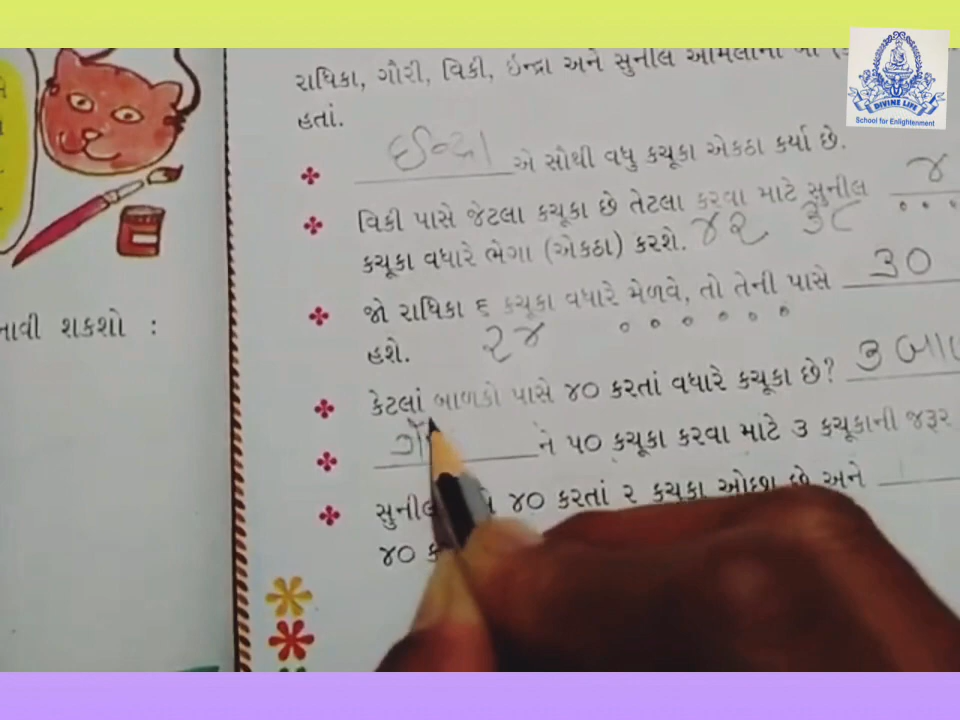 રાધિકા, ગૌરી, વિકી, ઇન્દ્રા અને સુનીલ આમલીના
હતાં.
ઈન્દ્રા એ સૌથી વધુ કચૂકા એકઠા કર્યા છે.
વિકી પાસે જેટલા કચૂકા છે તેટલા કરવા માટે સુનીલ ૪
કચૂકા વધારે ભેગા (એકઠા) કરશે. ૪૨ ૩૮
જો રાધિકા ૬ કચૂકા વધારે મેળવે, તો તેની પાસે ૩૦
હશે. ૨૪
નાવી શકશો :
કેટલાં બાળકો પાસે ૪૦ કરતાં વધારે કચૂકા છે? ૩
ને ૫૦ કચૂકા કરવા માટે ૩ કચૂકાની જરૂર
સુનીલ ૪૦ કરતાં ૨ કચૂકા ઓછા છે અને
૪૦
DIVINE LIFE
School for Enlightenment